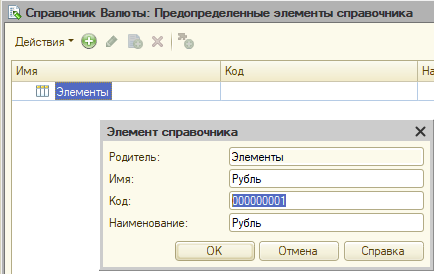 Справочник Валюты: Предопределенные элементы справочника
Действия
Имя Код На
Элементы
Элемент справочника
Родитель: Элементы
Имя: Рубль
Код: 000000001
Наименование: Рубль
OK Отмена Справка